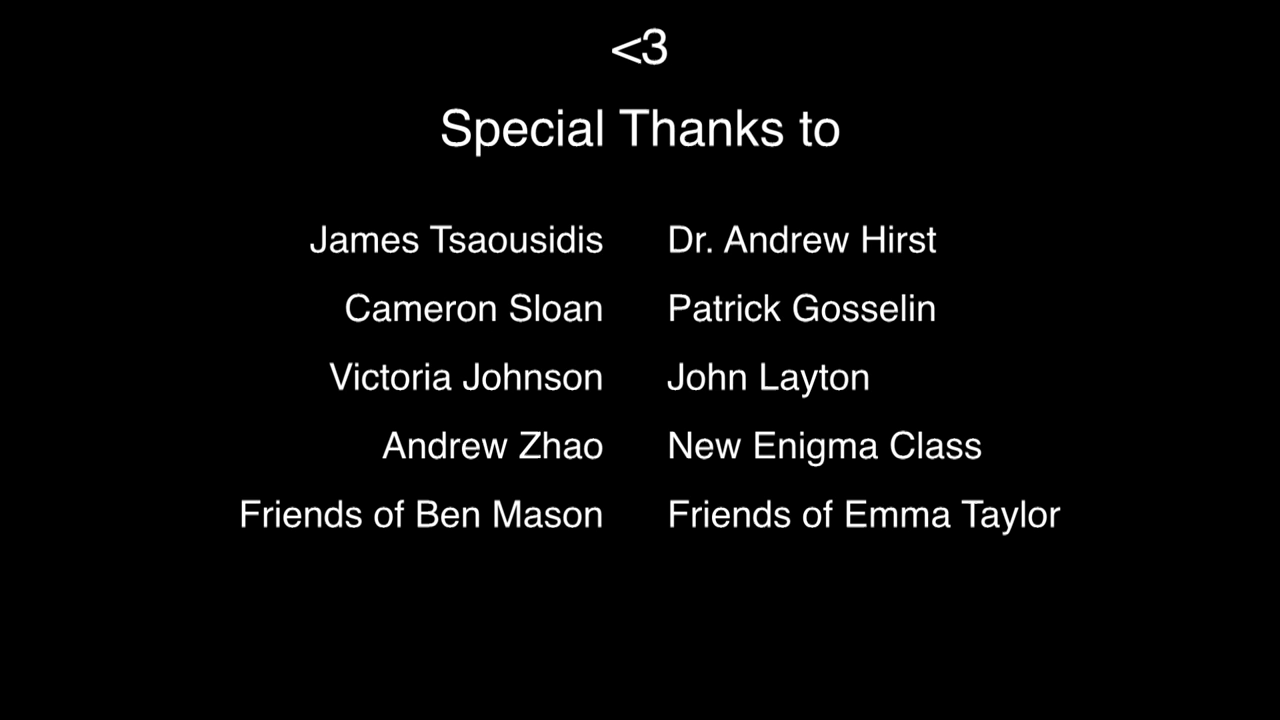 <3
Special Thanks to
James Tsaousidis Dr. Andrew Hirst
Cameron Sloan Patrick Gosselin
Victoria Johnson John Layton
Andrew Zhao New Enigma Class
Friends of Ben Mason Friends of Emma Taylor